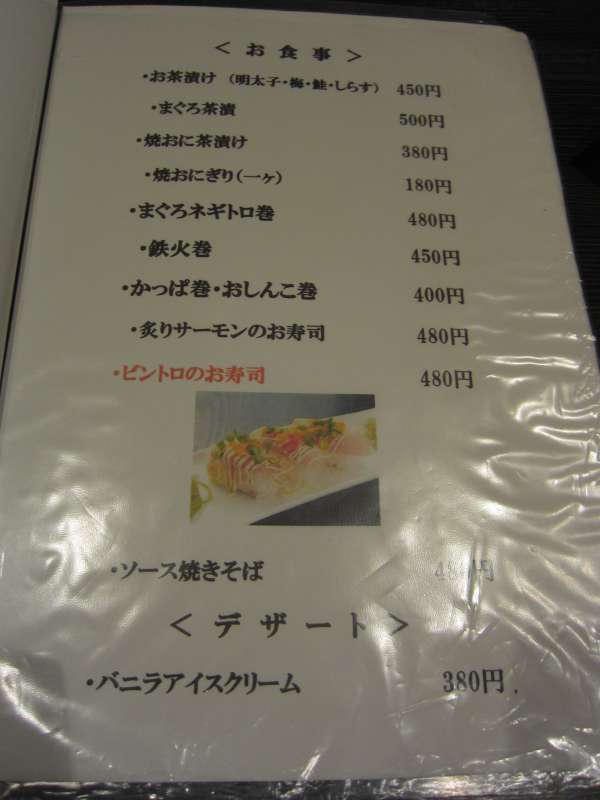 < お 食 事 >
・お茶漬け （明太子・梅・鮭・しらす） 450円
・まぐろ茶漬 500円
・焼おに茶漬け 380円
・焼おにぎり（一ヶ） 180円
・まぐろネギトロ巻 480円
・鉄火巻 450円
・かっぱ巻・おしんこ巻 400円
・炙りサーモンのお寿司 480円
・ビントロのお寿司 480円
・ソース焼きそば
< デ ザ ー ト >
・バニラアイスクリーム 380円